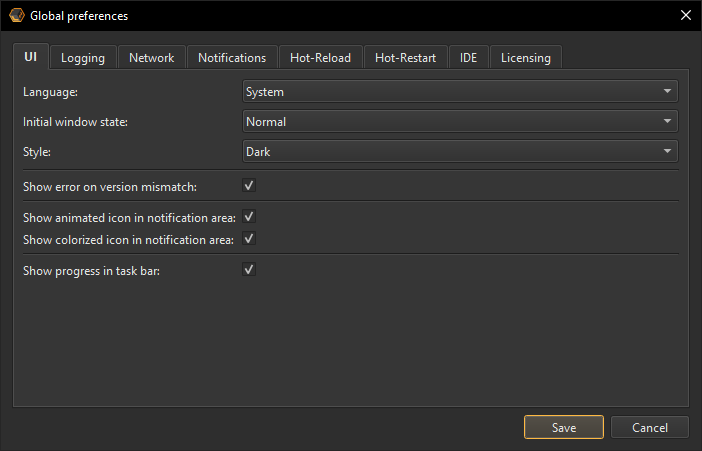 Global preferences
UI Logging Network Notifications Hot-Reload Hot-Restart IDE Licensing
Language: System
Initial window state: Normal
Style: Dark
Show error on version mismatch:
Show animated icon in notification area:
Show colorized icon in notification area:
Show progress in task bar:
Save Cancel